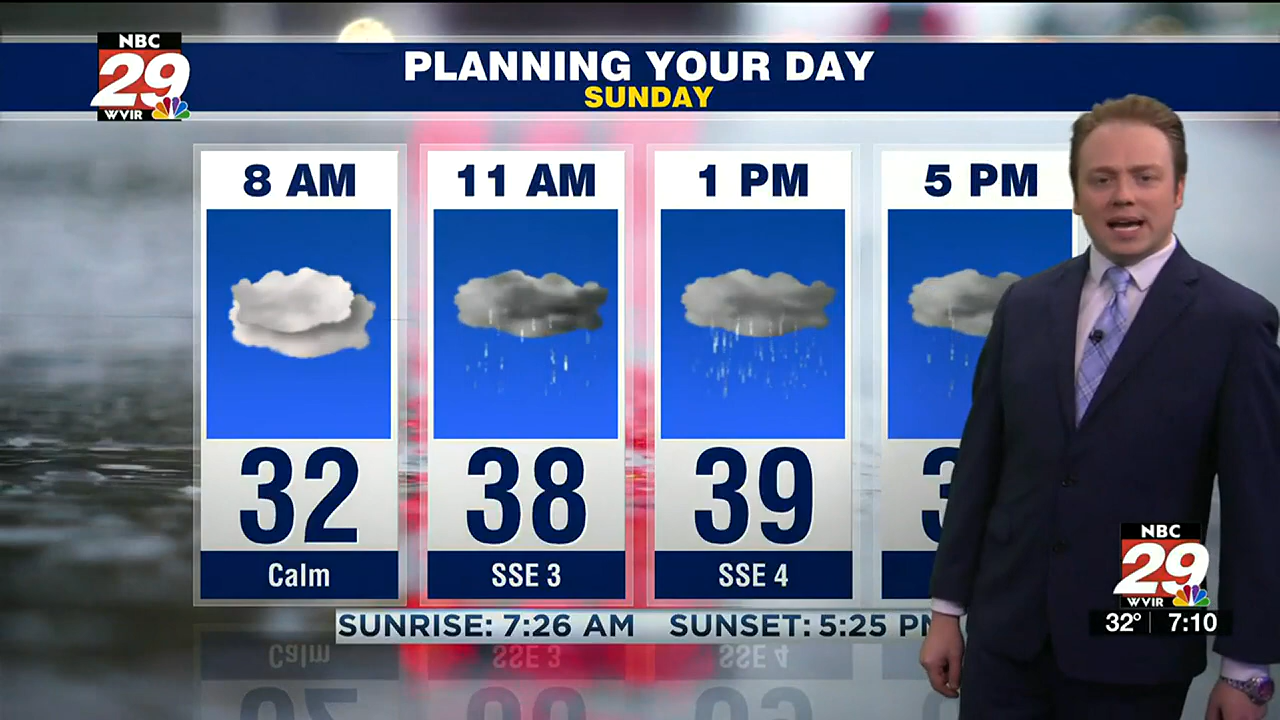 NBC
29
WVIR
PLANNING YOUR DAY
SUNDAY
8 AM
11 AM
1 PM
5 PM
32
38
39
3
Calm
SSE 3
SSE 4
SUNRISE: 7:26 AM
SUNSET: 5:25 PM
NBC
29
WVIR
32° 7:10